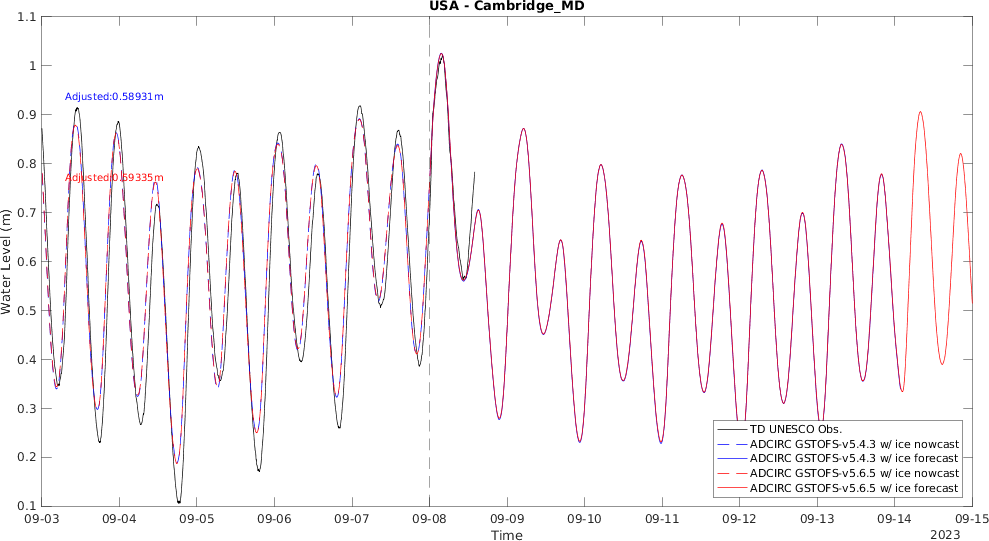 USA - Cambridge_MD
1.1
1
0.9
0.8
0.7
0.6
0.5
0.4
0.3
0.2
0.1
Water Level (m)
Adjusted:0.58931m
Adjusted:0.69335m
TD UNESCO Obs.
ADCIRC GSTOFS-v5.4.3 w/ ice nowcast
ADCIRC GSTOFS-v5.4.3 w/ ice forecast
ADCIRC GSTOFS-v5.6.5 w/ ice nowcast
ADCIRC GSTOFS-v5.6.5 w/ ice forecast
09-03 09-04 09-05 09-06 09-07 09-08 09-09 09-10 09-11 09-12 09-13 09-14 09-15
Time
2023